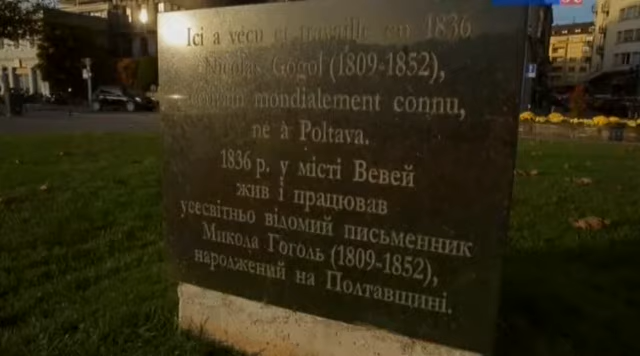 Ici a vécu et travaillé en 1836
Nicolas Gogol (1809-1852),
écrivain mondialement connu,
né à Poltava.
1836 р. у місті Вевей
жив і працював
усесвітньо відомий письменник
Микола Гоголь (1809-1852),
народжений на Полтавщині.